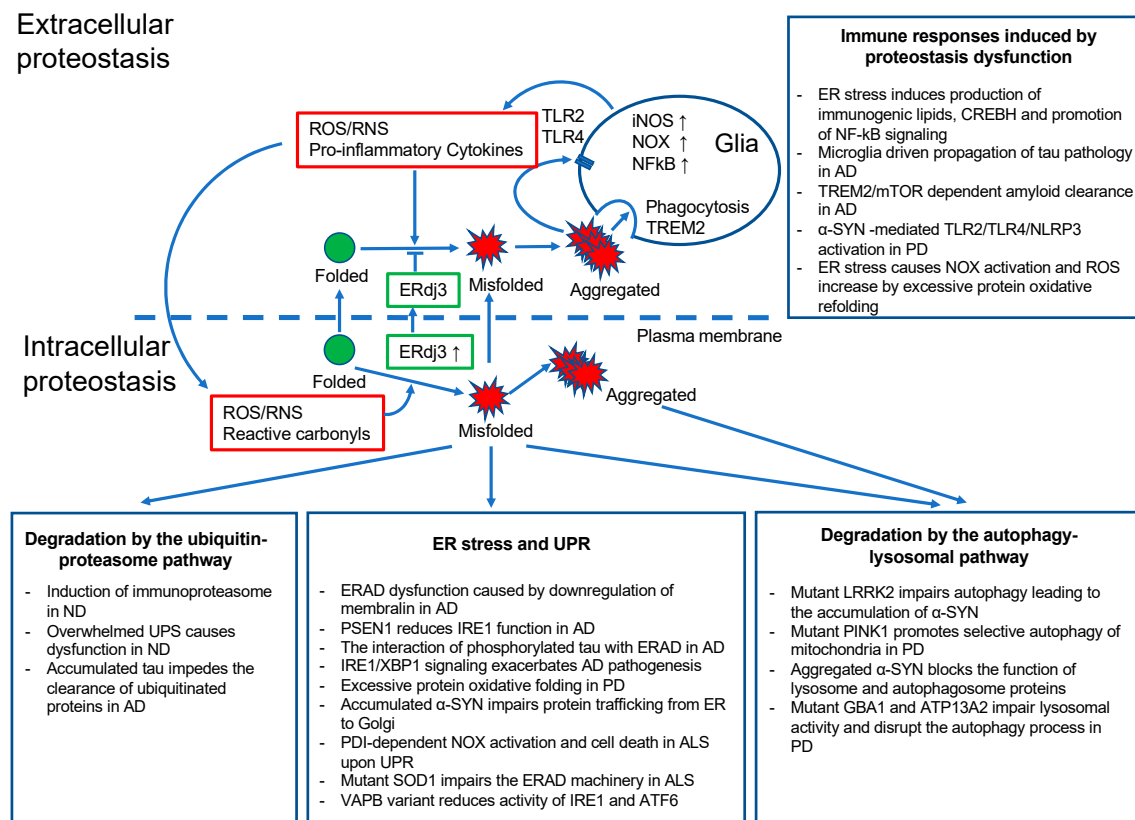 Extracellular
proteostasis
ROS/RNS
Pro-inflammatory Cytokines
TLR2
TLR4
iNOS ↑
NOX ↑
NFkB ↑
Glia
Phagocytosis
TREM2
Folded
ERdj3
Misfolded
Aggregated
Immune responses induced by
proteostasis dysfunction
- ER stress induces production of
immunogenic lipids, CREBH and promotion
of NF-kB signaling
- Microglia driven propagation of tau pathology
in AD
- TREM2/mTOR dependent amyloid clearance
in AD
- α-SYN -mediated TLR2/TLR4/NLRP3
activation in PD
- ER stress causes NOX activation and ROS
increase by excessive protein oxidative
refolding
Plasma membrane
Intracellular
proteostasis
Folded
ERdj3 ↑
ROS/RNS
Reactive carbonyls
Misfolded
Aggregated
Degradation by the ubiquitin-
proteasome pathway
- Induction of immunoproteasome
in ND
- Overwhelmed UPS causes
dysfunction in ND
- Accumulated tau impedes the
clearance of ubiquitinated
proteins in AD
ER stress and UPR
- ERAD dysfunction caused by downregulation of
membralin in AD
- PSEN1 reduces IRE1 function in AD
- The interaction of phosphorylated tau with ERAD in AD
- IRE1/XBP1 signaling exacerbates AD pathogenesis
- Excessive protein oxidative folding in PD
- Accumulated α-SYN impairs protein trafficking from ER
to Golgi
- PDI-dependent NOX activation and cell death in ALS
upon UPR
- Mutant SOD1 impairs the ERAD machinery in ALS
- VAPB variant reduces activity of IRE1 and ATF6
Degradation by the autophagy-
lysosomal pathway
- Mutant LRRK2 impairs autophagy leading to
the accumulation of α-SYN
- Mutant PINK1 promotes selective autophagy of
mitochondria in PD
- Aggregated α-SYN blocks the function of
lysosome and autophagosome proteins
- Mutant GBA1 and ATP13A2 impair lysosomal
activity and disrupt the autophagy process in
PD